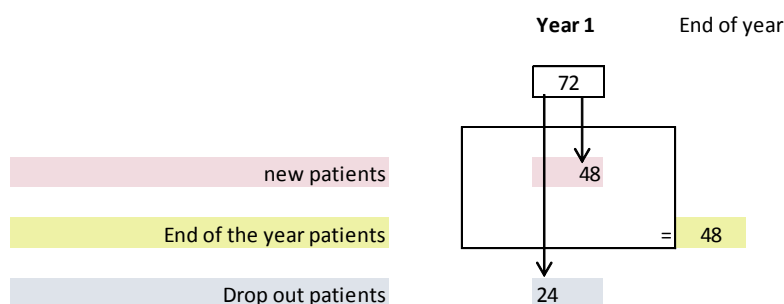 Year 1 End of year
72
new patients 48
End of the year patients = 48
Drop out patients 24